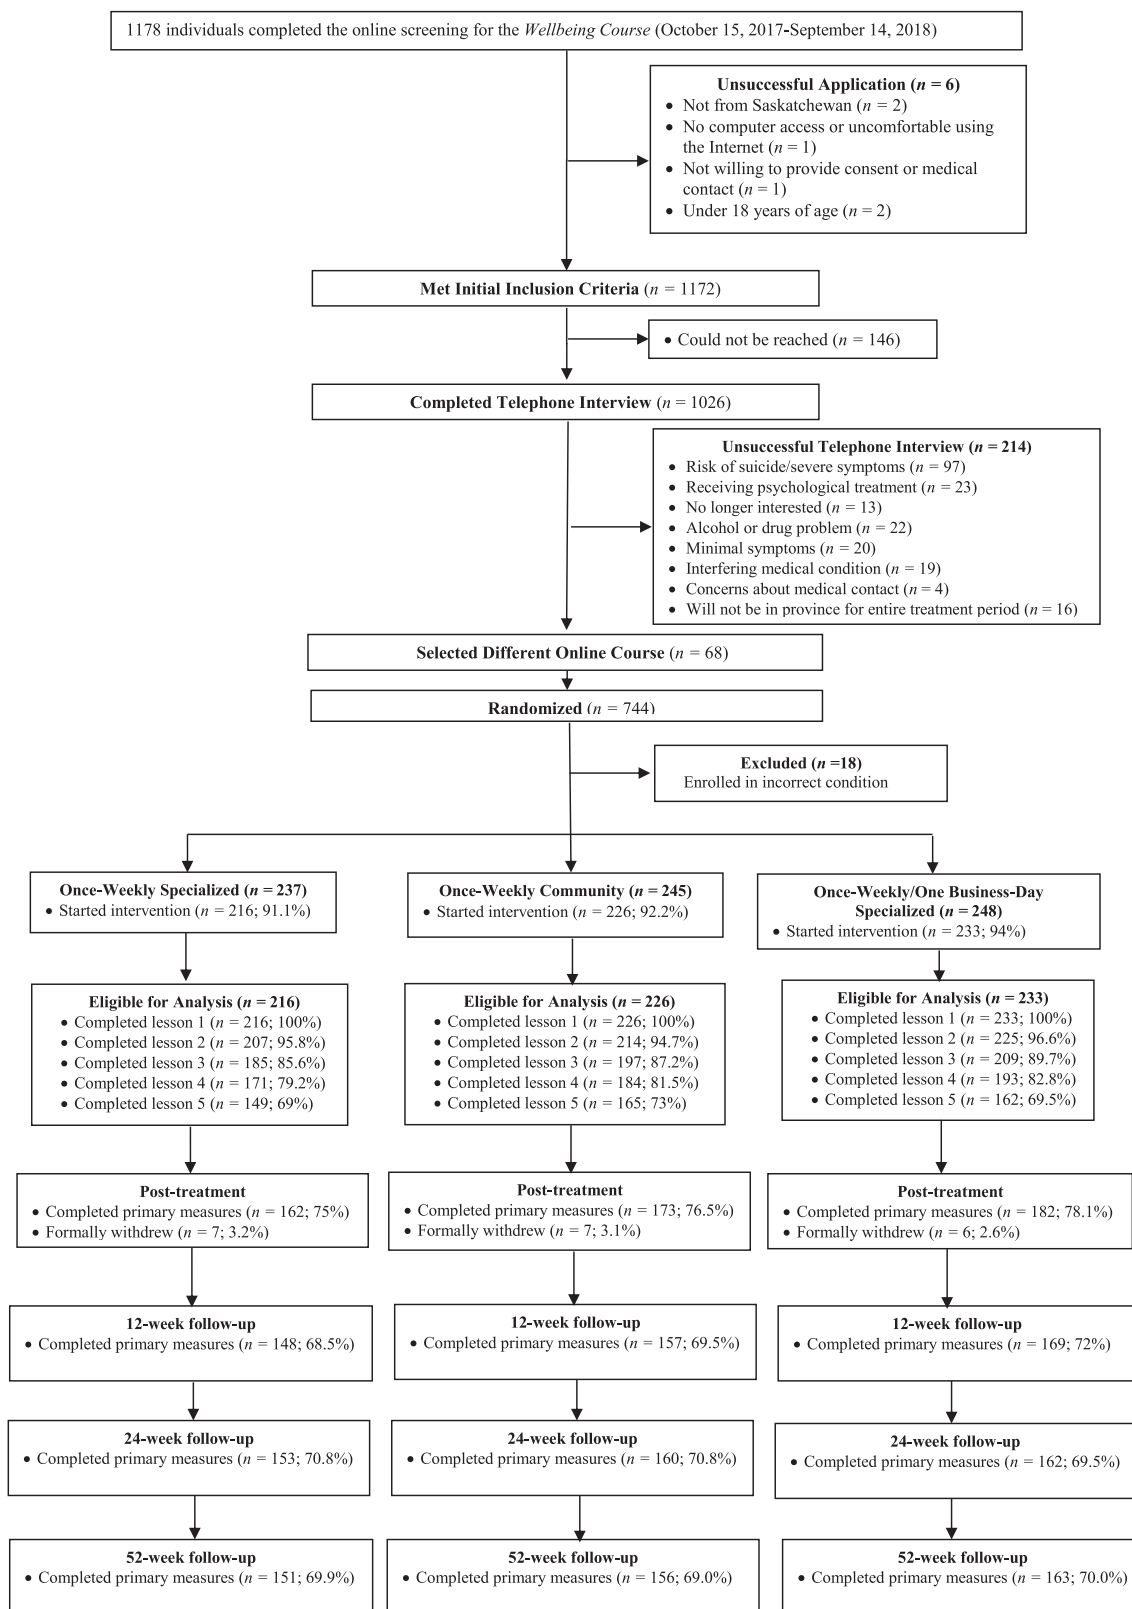 1178 individuals completed the online screening for the Wellbeing Course (October 15, 2017-September 14, 2018)
Unsuccessful Application (n = 6)
• Not from Saskatchewan (n = 2)
• No computer access or uncomfortable using
the Internet (n = 1)
• Not willing to provide consent or medical
contact (n = 1)
• Under 18 years of age (n = 2)
Met Initial Inclusion Criteria (n = 1172)
• Could not be reached (n = 146)
Completed Telephone Interview (n = 1026)
Unsuccessful Telephone Interview (n = 214)
• Risk of suicide/severe symptoms (n = 97)
• Receiving psychological treatment (n = 23)
• No longer interested (n = 13)
• Alcohol or drug problem (n = 22)
• Minimal symptoms (n = 20)
• Interfering medical condition (n = 19)
• Concerns about medical contact (n = 4)
• Will not be in province for entire treatment period (n = 16)
Selected Different Online Course (n = 68)
Randomized (n = 744)
Excluded (n =18)
Enrolled in incorrect condition
Once-Weekly Specialized (n = 237)
• Started intervention (n = 216; 91.1%)
Once-Weekly Community (n = 245)
• Started intervention (n = 226; 92.2%)
Once-Weekly/One Business-Day
Specialized (n = 248)
• Started intervention (n = 233; 94%)
Eligible for Analysis (n = 216)
• Completed lesson 1 (n = 216; 100%)
• Completed lesson 2 (n = 207; 95.8%)
• Completed lesson 3 (n = 185; 85.6%)
• Completed lesson 4 (n = 171; 79.2%)
• Completed lesson 5 (n = 149; 69%)
Eligible for Analysis (n = 226)
• Completed lesson 1 (n = 226; 100%)
• Completed lesson 2 (n = 214; 94.7%)
• Completed lesson 3 (n = 197; 87.2%)
• Completed lesson 4 (n = 184; 81.5%)
• Completed lesson 5 (n = 165; 73%)
Eligible for Analysis (n = 233)
• Completed lesson 1 (n = 233; 100%)
• Completed lesson 2 (n = 225; 96.6%)
• Completed lesson 3 (n = 209; 89.7%)
• Completed lesson 4 (n = 193; 82.8%)
• Completed lesson 5 (n = 162; 69.5%)
Post-treatment
• Completed primary measures (n = 162; 75%)
• Formally withdrew (n = 7; 3.2%)
Post-treatment
• Completed primary measures (n = 173; 76.5%)
• Formally withdrew (n = 7; 3.1%)
Post-treatment
• Completed primary measures (n = 182; 78.1%)
• Formally withdrew (n = 6; 2.6%)
12-week follow-up
• Completed primary measures (n = 148; 68.5%)
12-week follow-up
• Completed primary measures (n = 157; 69.5%)
12-week follow-up
• Completed primary measures (n = 169; 72%)
24-week follow-up
• Completed primary measures (n = 153; 70.8%)
24-week follow-up
• Completed primary measures (n = 160; 70.8%)
24-week follow-up
• Completed primary measures (n = 162; 69.5%)
52-week follow-up
• Completed primary measures (n = 151; 69.9%)
52-week follow-up
• Completed primary measures (n = 156; 69.0%)
52-week follow-up
• Completed primary measures (n = 163; 70.0%)